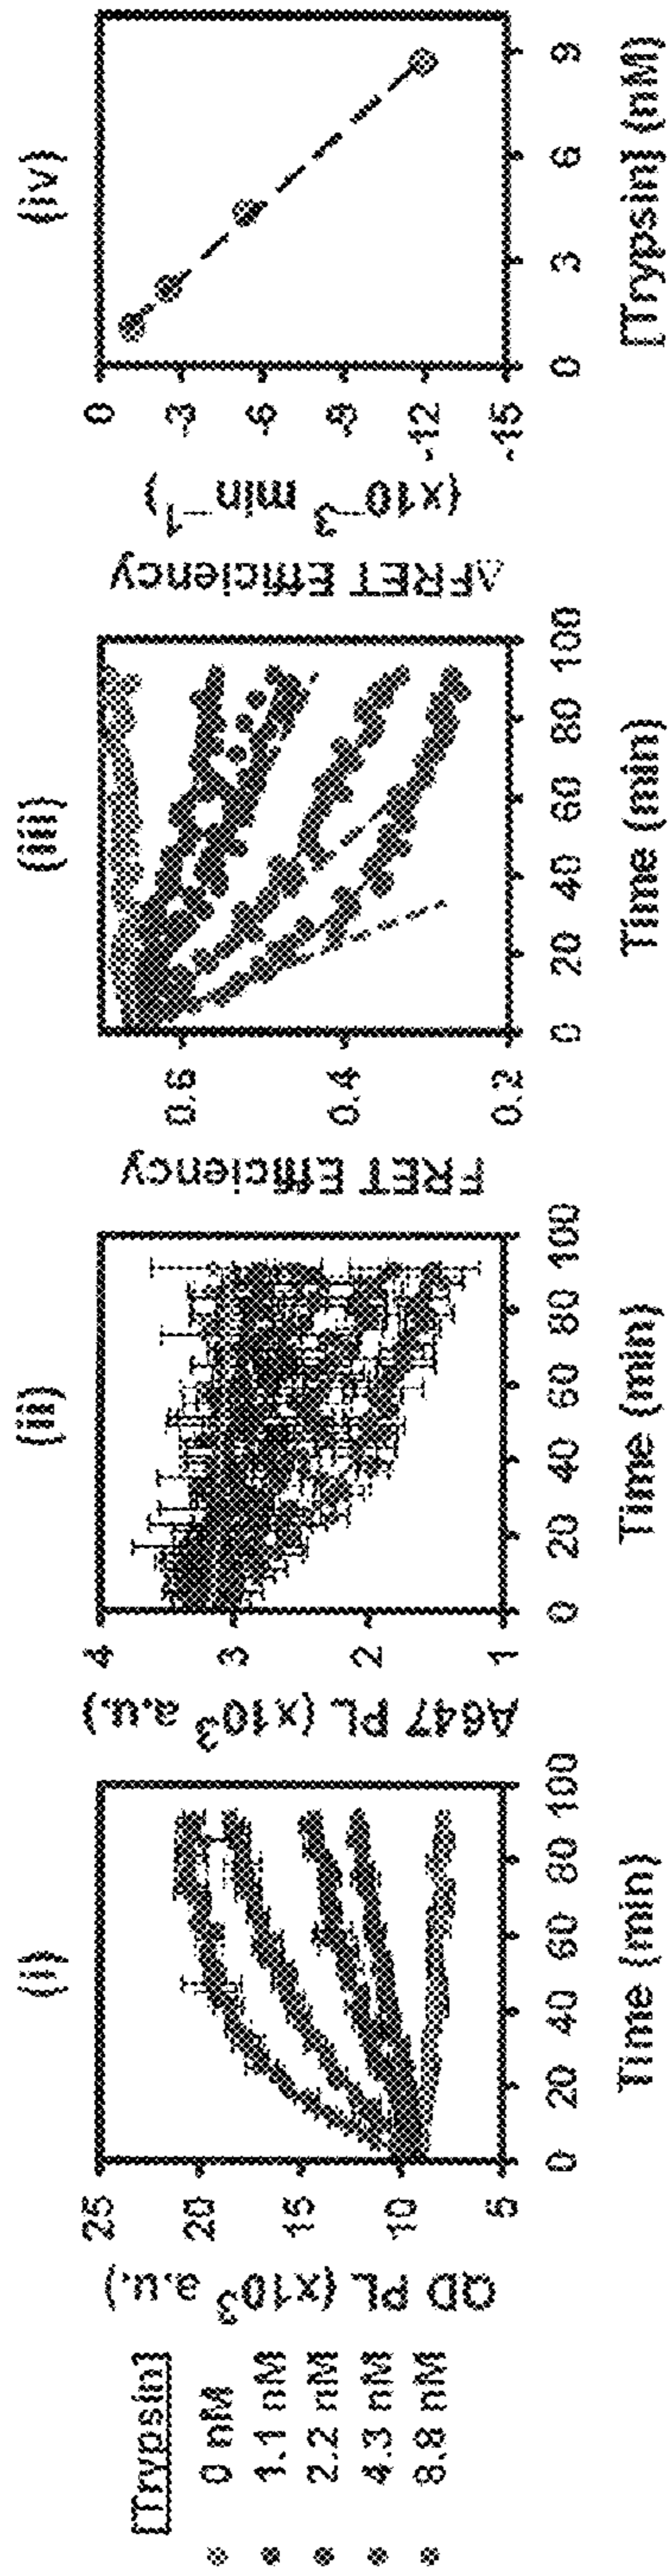 [Trypsin]
0 nM
1.1 nM
2.2 nM
4.3 nM
8.8 nM
(i)
QD PL (x10³ a.u.)
25
20
15
10
5
0 20 40 60 80 100
Time (min)
(ii)
A647 PL (x10³ a.u.)
4
3
2
1
0 20 40 60 80 100
Time (min)
(iii)
FRET Efficiency
0.6
0.4
0.2
0 20 40 60 80 100
Time (min)
(iv)
ΔFRET Efficiency
(x10⁻³ min⁻¹)
0
-3
-6
-9
-12
-15
0 3 6 9
[Trypsin] (nM)